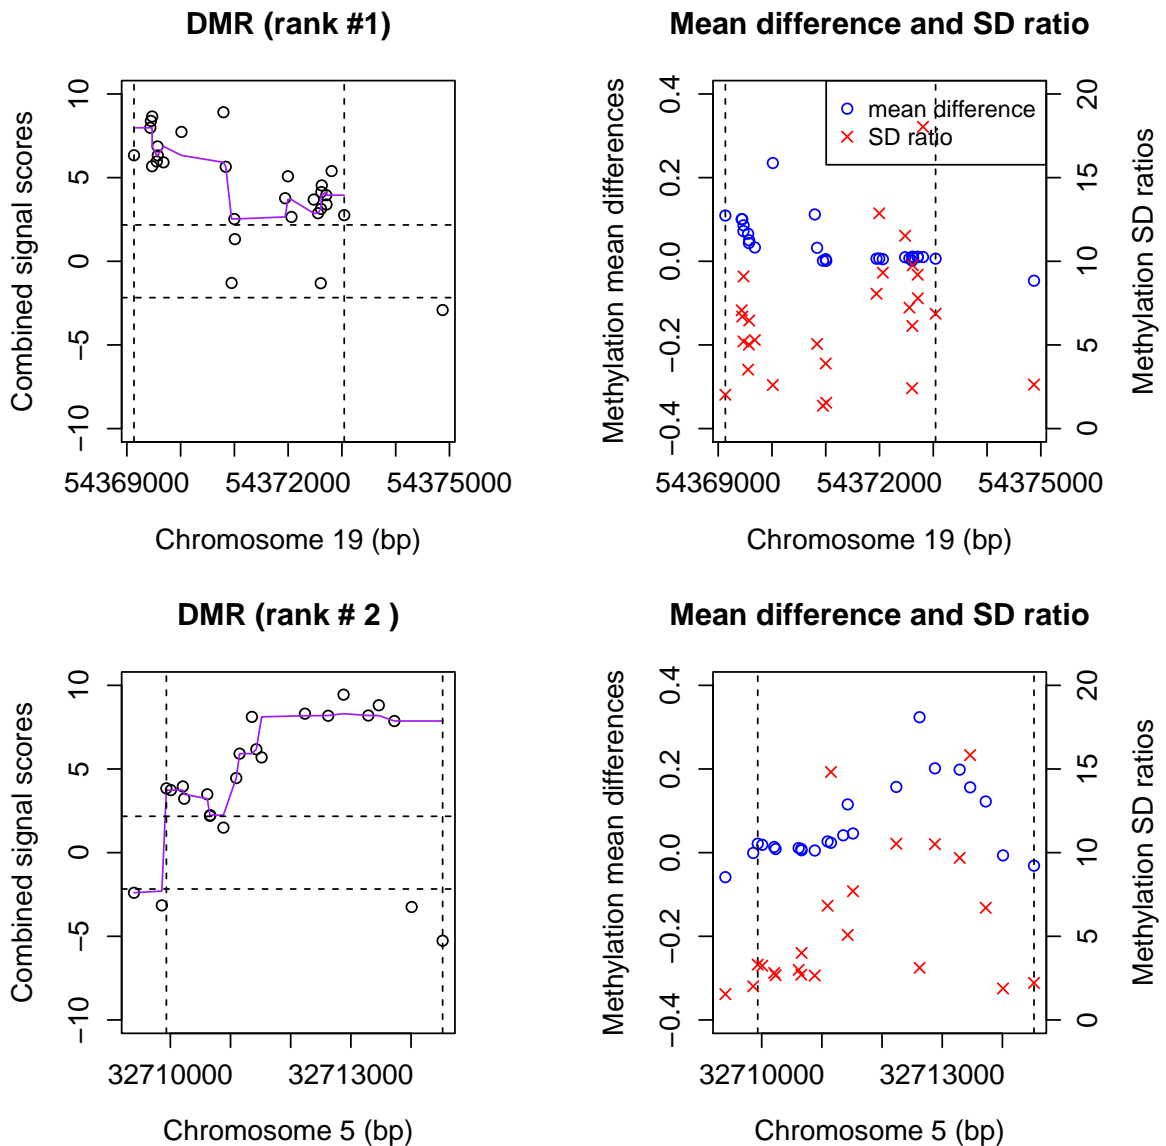 DMR (rank #1)
Combined signal scores
10
5
0
−5
−10
54369000 54372000 54375000
Chromosome 19 (bp)
Mean difference and SD ratio
Methylation mean differences
0.4
0.2
0.0
−0.2
−0.4
mean difference
SD ratio
20
15
10
5
0
Methylation SD ratios
54369000 54372000 54375000
Chromosome 19 (bp)
DMR (rank # 2 )
Combined signal scores
10
5
0
−5
−10
32710000 32713000
Chromosome 5 (bp)
Mean difference and SD ratio
Methylation mean differences
0.4
0.2
0.0
−0.2
−0.4
20
15
10
5
0
Methylation SD ratios
32710000 32713000
Chromosome 5 (bp)